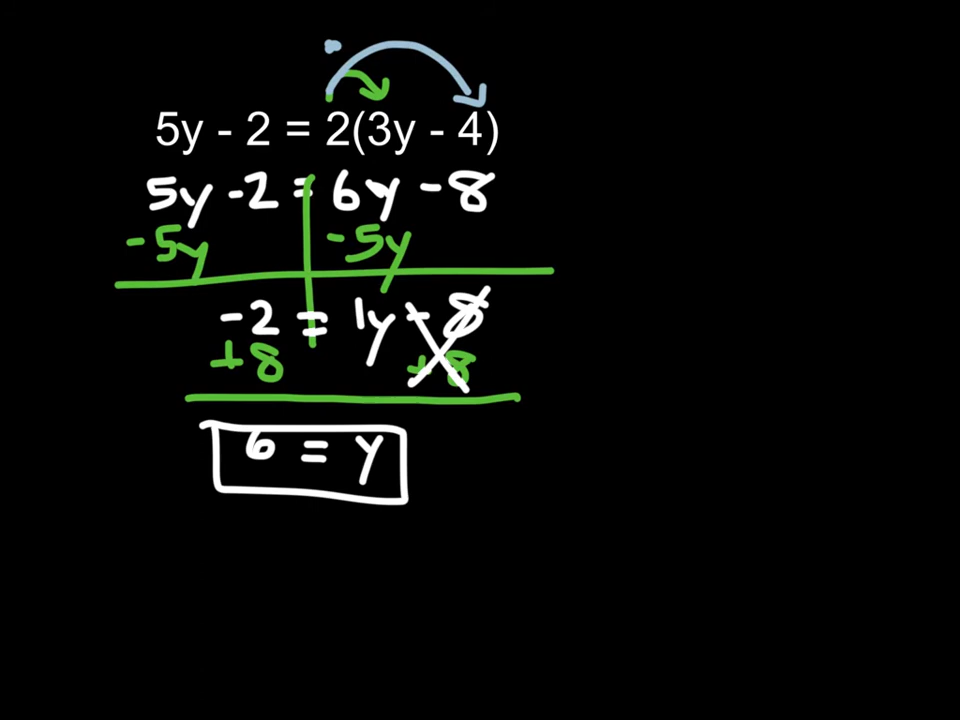 5y - 2 = 2(3y - 4)
5y -2 = 6y -8
-5y -5y
-2 = 1y -8
+8 +8
6 = y